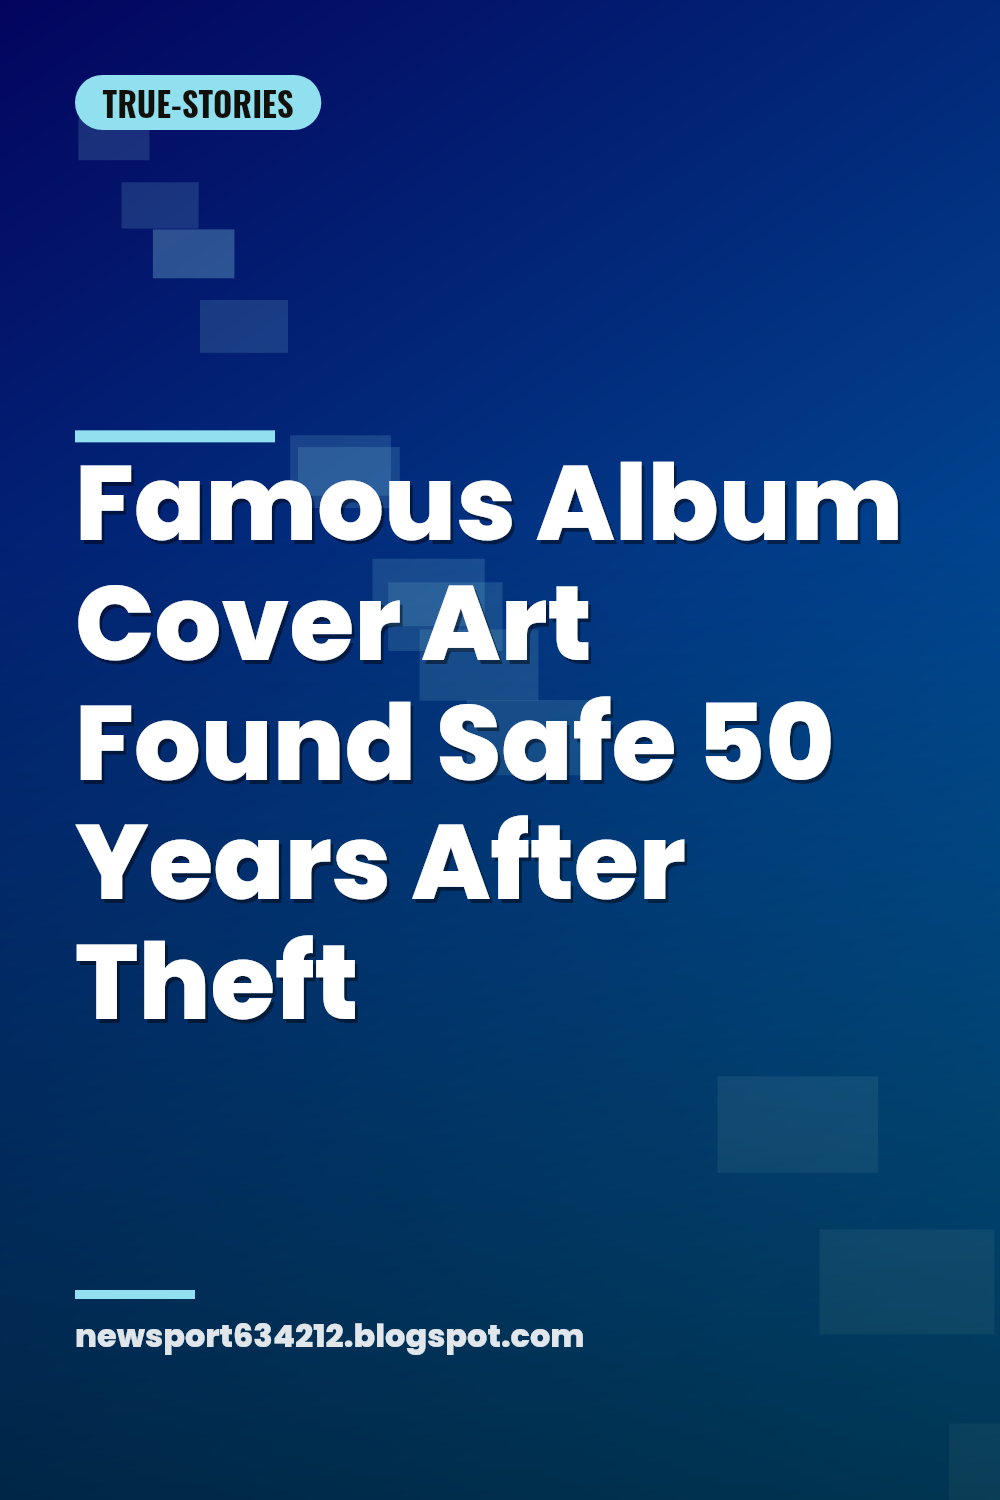 TRUE-STORIES
Famous Album
Cover Art
Found Safe 50
Years After
Theft
newsport634212.blogspot.com